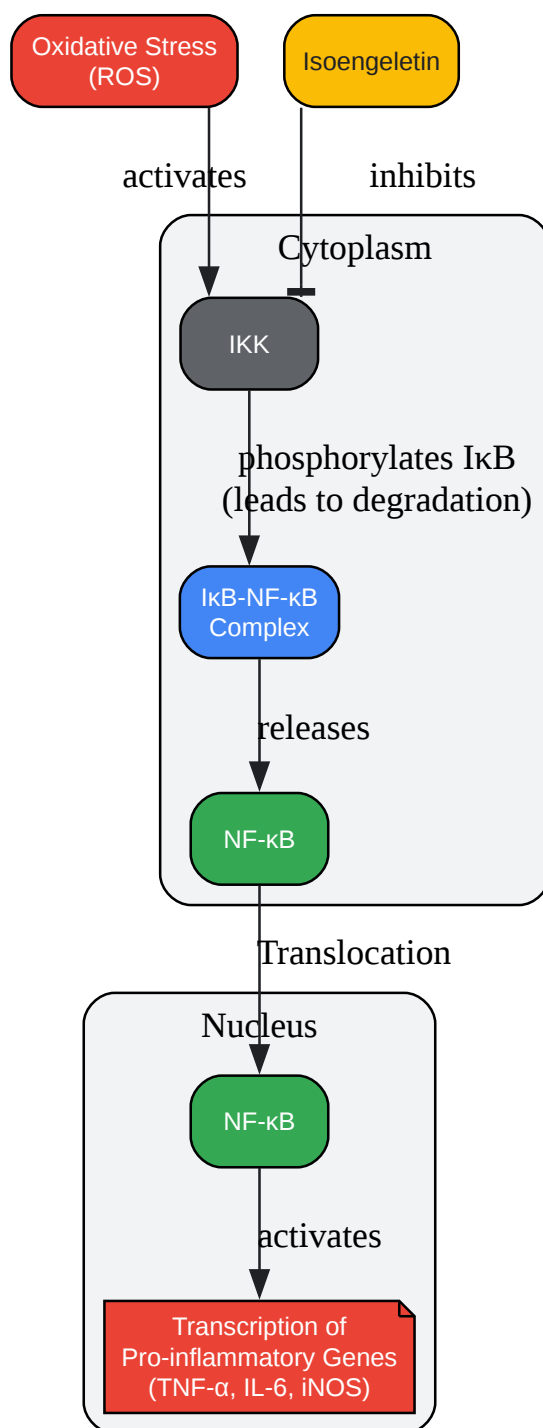 Oxidative Stress
(ROS)
Isoengeletin
activates
inhibits
Cytoplasm
IKK
phosphorylates IκB
(leads to degradation)
IκB-NF-κB
Complex
releases
NF-κB
Translocation
Nucleus
NF-κB
activates
Transcription of
Pro-inflammatory Genes
(TNF-α, IL-6, iNOS)